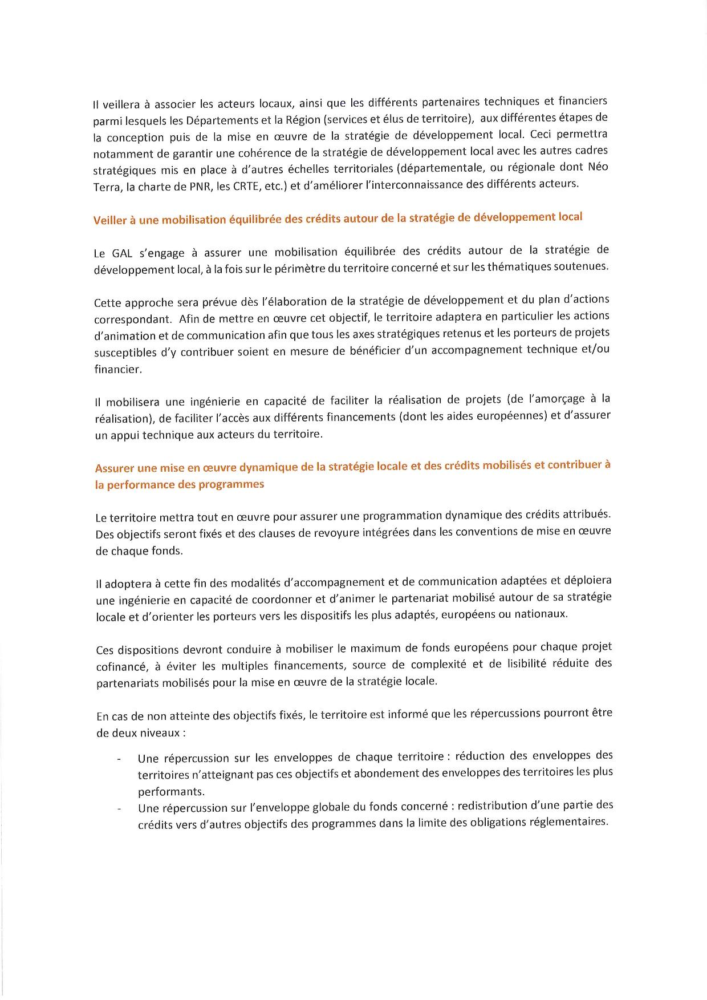 Il veillera à associer les acteurs locaux, ainsi que les différents partenaires techniques et financiers
parmi lesquels les Départements et la Région (services et élus de territoire), aux différentes étapes de
la conception puis de la mise en œuvre de la stratégie de développement local. Ceci permettra
notamment de garantir une cohérence de la stratégie de développement local avec les autres cadres
stratégiques mis en place à d'autres échelles territoriales (départementale, ou régionale dont Néo
Terra, la charte de PNR, les CRTE, etc.) et d'améliorer l'interconnaissance des différents acteurs.
Veiller à une mobilisation équilibrée des crédits autour de la stratégie de développement local
Le GAL s'engage à assurer une mobilisation équilibrée des crédits autour de la stratégie de
développement local, à la fois sur le périmètre du territoire concerné et sur les thématiques soutenues.
Cette approche sera prévue dès l'élaboration de la stratégie de développement et du plan d'actions
correspondant. Afin de mettre en œuvre cet objectif, le territoire adaptera en particulier les actions
d'animation et de communication afin que tous les axes stratégiques retenus et les porteurs de projets
susceptibles d'y contribuer soient en mesure de bénéficier d'un accompagnement technique et/ou
financier.
Il mobilisera une ingénierie en capacité de faciliter la réalisation de projets (de l'amorçage à la
réalisation), de faciliter l'accès aux différents financements (dont les aides européennes) et d'assurer
un appui technique aux acteurs du territoire.
Assurer une mise en œuvre dynamique de la stratégie locale et des crédits mobilisés et contribuer à
la performance des programmes
Le territoire mettra tout en œuvre pour assurer une programmation dynamique des crédits attribués.
Des objectifs seront fixés et des clauses de revoyure intégrées dans les conventions de mise en œuvre
de chaque fonds.
Il adoptera à cette fin des modalités d'accompagnement et de communication adaptées et déploiera
une ingénierie en capacité de coordonner et d'animer le partenariat mobilisé autour de sa stratégie
locale et d'orienter les porteurs vers les dispositifs les plus adaptés, européens ou nationaux.
Ces dispositions devront conduire à mobiliser le maximum de fonds européens pour chaque projet
cofinancé, à éviter les multiples financements, source de complexité et de lisibilité réduite des
partenariats mobilisés pour la mise en œuvre de la stratégie locale.
En cas de non atteinte des objectifs fixés, le territoire est informé que les répercussions pourront être
de deux niveaux :
- Une répercussion sur les enveloppes de chaque territoire : réduction des enveloppes des
territoires n'atteignant pas ces objectifs et abondement des enveloppes des territoires les plus
performants.
- Une répercussion sur l'enveloppe globale du fonds concerné : redistribution d'une partie des
crédits vers d'autres objectifs des programmes dans la limite des obligations réglementaires.